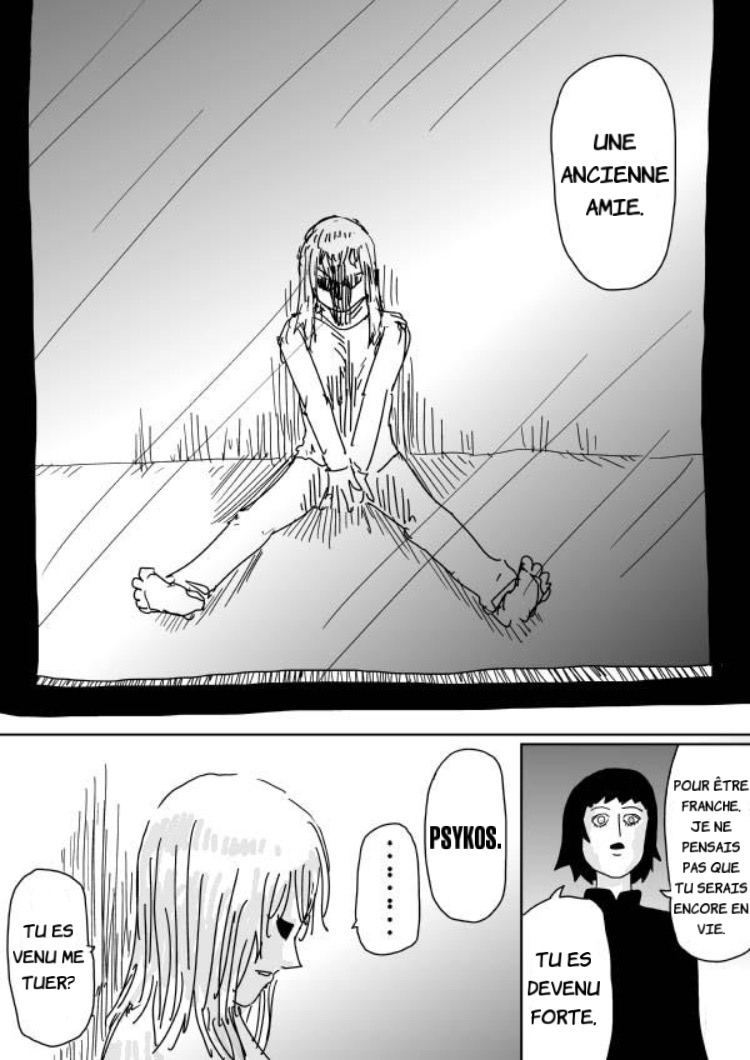 UNE
ANCIENNE
AMIE.
POUR ÊTRE
FRANCHE.
JE NE
PENSAIS
PAS QUE
TU SERAIS
ENCORE EN
VIE.
TU ES
DEVENU
FORTE.
PSYKOS.
.......
TU ES
VENU ME
TUER?